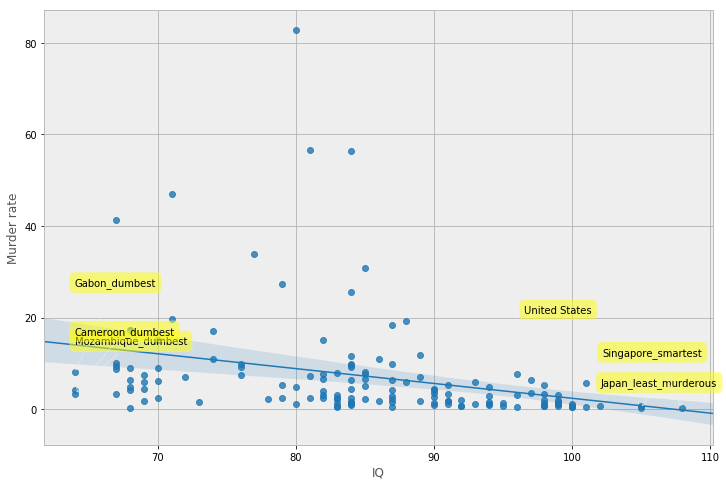 80
60
40
20
0
Murder rate
Gabon_dumbest
United States
Cameroon_dumbest
Mozambique_dumbest
Singapore_smartest
Japan_least_murderous
70
80
90
100
110
IQ